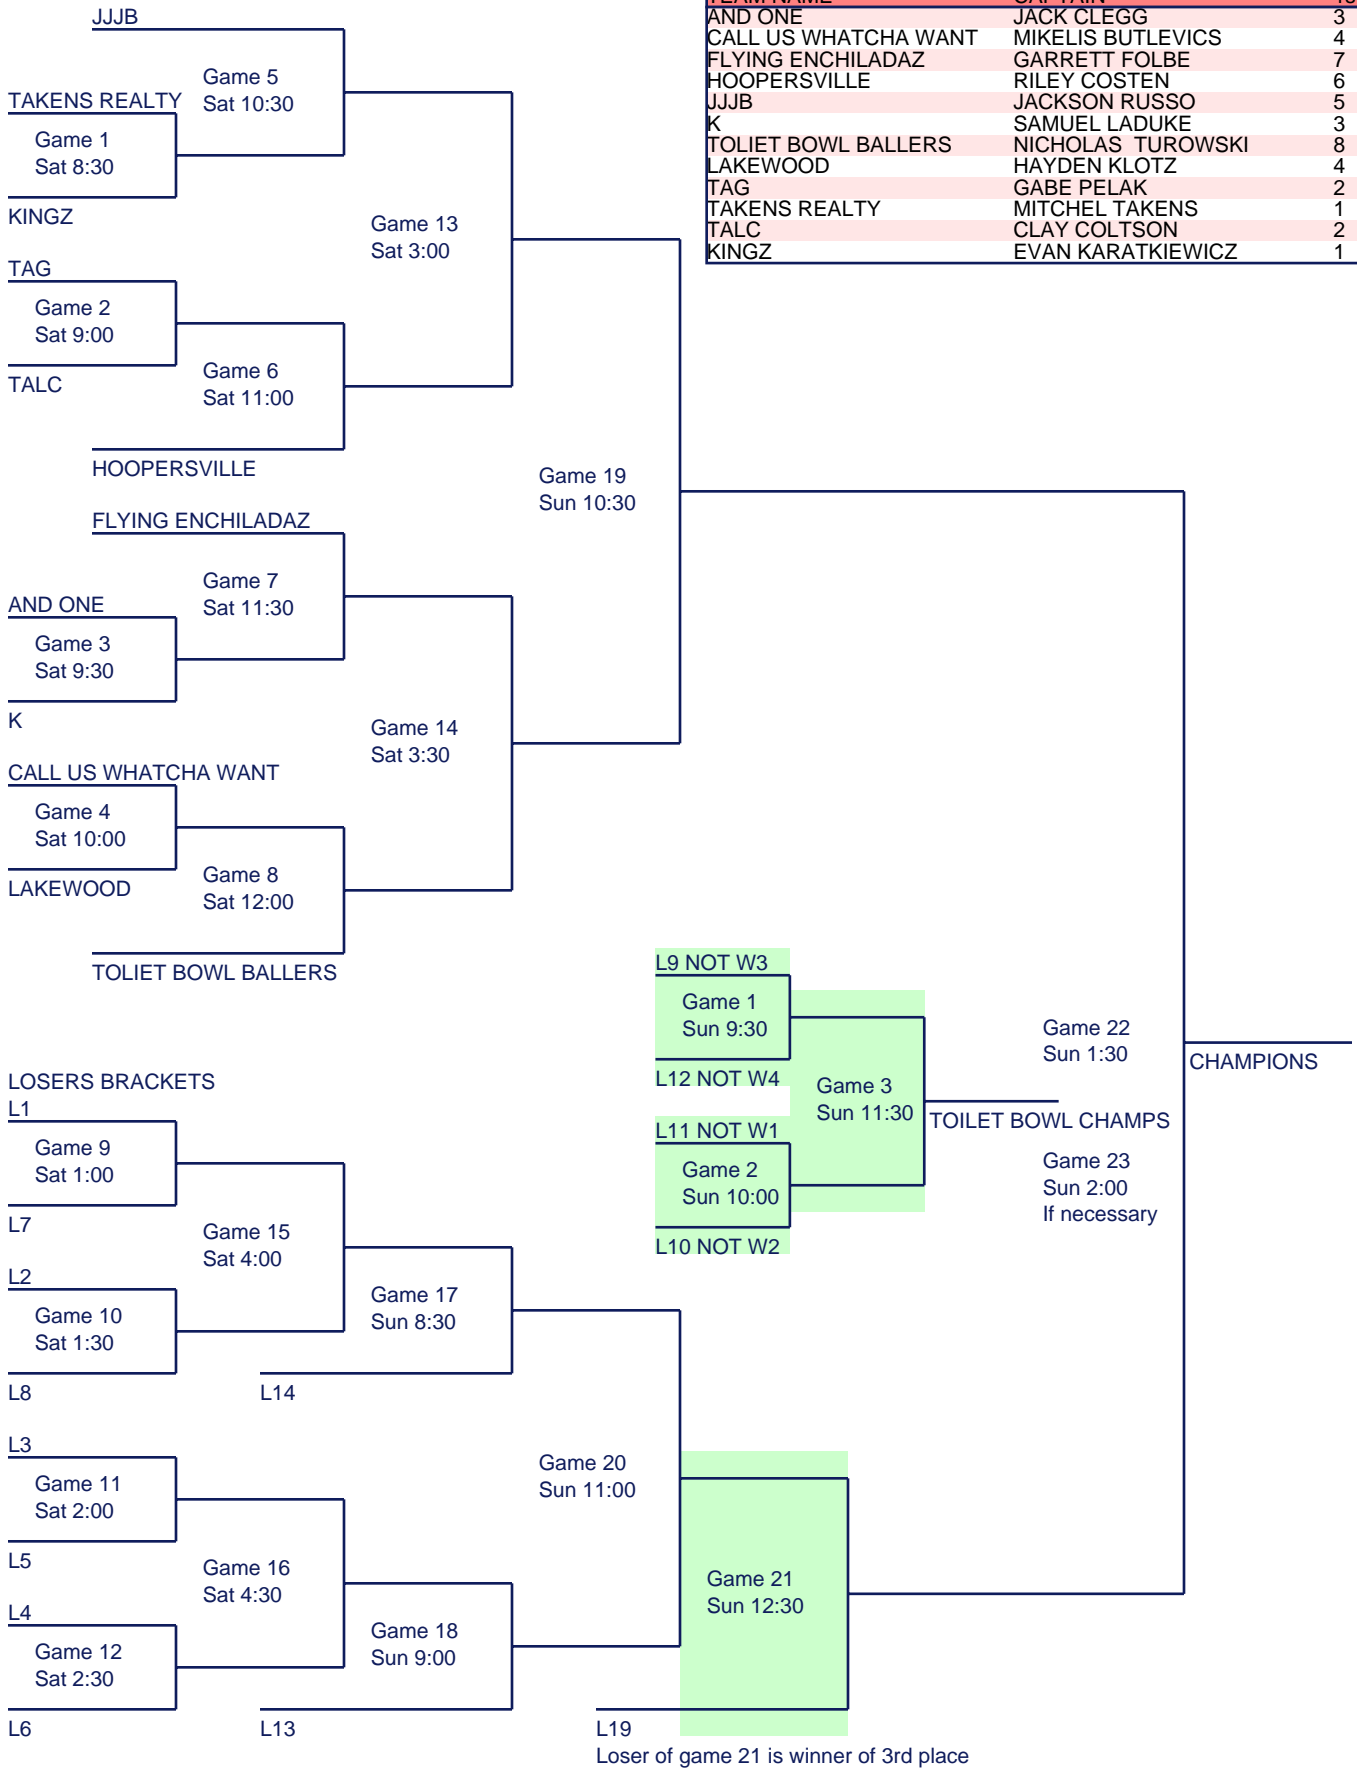 TEAM NAME CAPTAIN
AND ONE JACK CLEGG 3
CALL US WHATCHA WANT MIKELIS BUTLEVICS 4
FLYING ENCHILADAZ GARRETT FOLBE 7
HOOPERSVILLE RILEY COSTEN 6
JJJB JACKSON RUSSO 5
K SAMUEL LADUKE 3
TOLIET BOWL BALLERS NICHOLAS TUROWSKI 8
LAKEWOOD HAYDEN KLOTZ 4
TAG GABE PELAK 2
TAKENS REALTY MITCHEL TAKENS 1
TALC CLAY COLTSON 2
KINGZ EVAN KARATKIEWICZ 1
JJJB
Game 5
Sat 10:30
TAKENS REALTY
Game 1
Sat 8:30
KINGZ
Game 13
Sat 3:00
TAG
Game 2
Sat 9:00
TALC
Game 6
Sat 11:00
HOOPERSVILLE
Game 19
Sun 10:30
FLYING ENCHILADAZ
Game 7
Sat 11:30
AND ONE
Game 3
Sat 9:30
K
Game 14
Sat 3:30
CALL US WHATCHA WANT
Game 4
Sat 10:00
LAKEWOOD
Game 8
Sat 12:00
TOLIET BOWL BALLERS
L9 NOT W3
Game 1
Sun 9:30
L12 NOT W4
Game 3
Sun 11:30
L11 NOT W1
Game 2
Sun 10:00
L10 NOT W2
TOILET BOWL CHAMPS
Game 22
Sun 1:30
CHAMPIONS
Game 23
Sun 2:00
If necessary
LOSERS BRACKETS
L1
Game 9
Sat 1:00
L7
Game 15
Sat 4:00
L2
Game 10
Sat 1:30
L8
Game 17
Sun 8:30
L14
L3
Game 11
Sat 2:00
L5
Game 16
Sat 4:30
L4
Game 12
Sat 2:30
L6
Game 18
Sun 9:00
L13
Game 20
Sun 11:00
Game 21
Sun 12:30
L19
Loser of game 21 is winner of 3rd place